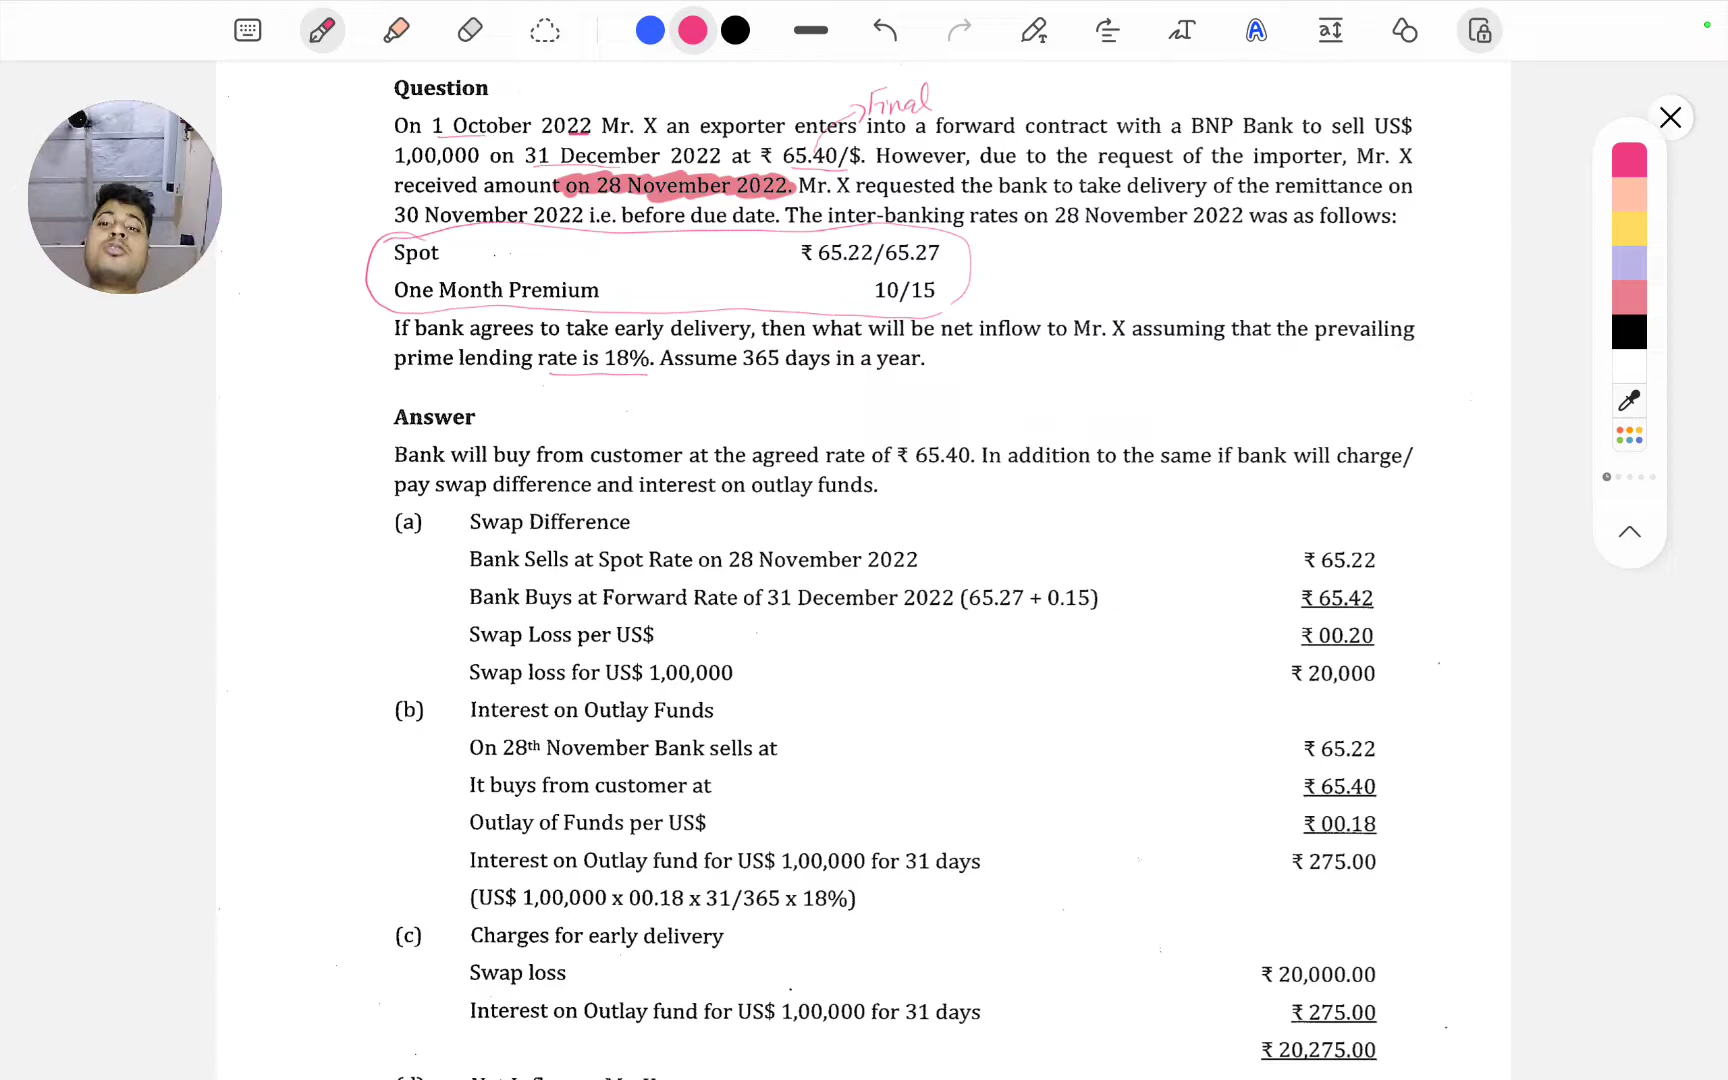 Question
Final
On 1 October 2022 Mr. X an exporter enters into a forward contract with a BNP Bank to sell US$
1,00,000 on 31 December 2022 at ₹ 65.40/$. However, due to the request of the importer, Mr. X
received amount on 28 November 2022. Mr. X requested the bank to take delivery of the remittance on
30 November 2022 i.e. before due date. The inter-banking rates on 28 November 2022 was as follows:
Spot ₹ 65.22/65.27
One Month Premium 10/15
If bank agrees to take early delivery, then what will be net inflow to Mr. X assuming that the prevailing
prime lending rate is 18%. Assume 365 days in a year.
Answer
Bank will buy from customer at the agreed rate of ₹ 65.40. In addition to the same if bank will charge/
pay swap difference and interest on outlay funds.
(a) Swap Difference
Bank Sells at Spot Rate on 28 November 2022 ₹ 65.22
Bank Buys at Forward Rate of 31 December 2022 (65.27 + 0.15) ₹ 65.42
Swap Loss per US$ ₹ 00.20
Swap loss for US$ 1,00,000 ₹ 20,000
(b) Interest on Outlay Funds
On 28th November Bank sells at ₹ 65.22
It buys from customer at ₹ 65.40
Outlay of Funds per US$ ₹ 00.18
Interest on Outlay fund for US$ 1,00,000 for 31 days ₹ 275.00
(US$ 1,00,000 x 00.18 x 31/365 x 18%)
(c) Charges for early delivery
Swap loss ₹ 20,000.00
Interest on Outlay fund for US$ 1,00,000 for 31 days ₹ 275.00
₹ 20,275.00